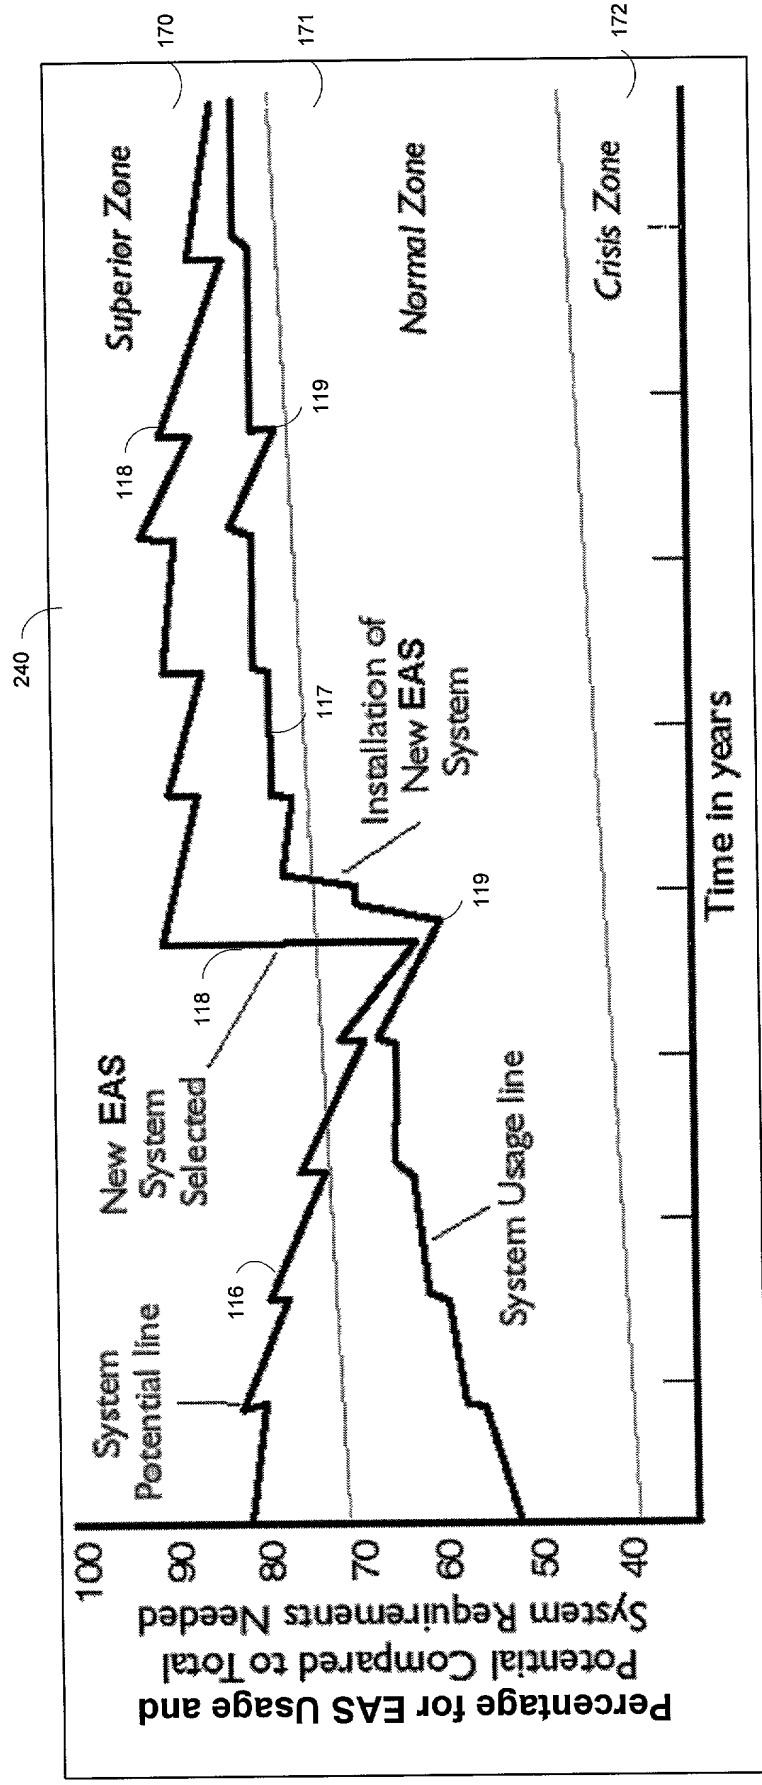 240
170
171
172
Superior Zone
Normal Zone
Crisis Zone
118
119
117
Installation of
New EAS
System
New EAS
System
Selected
118
119
System
Potential line
116
System Usage line
100
90
80
70
60
50
40
Percentage for EAS Usage and
Potential Compared to Total
System Requirements Needed
Time in years